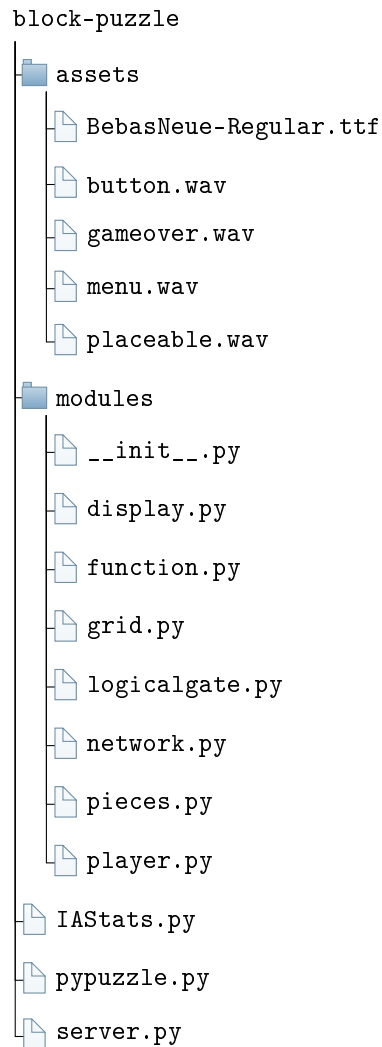 block-puzzle
assets
BebasNeue-Regular.ttf
button.wav
gameover.wav
menu.wav
placeable.wav
modules
__init__.py
display.py
function.py
grid.py
logicalgate.py
network.py
pieces.py
player.py
IAStats.py
pypuzzle.py
server.py